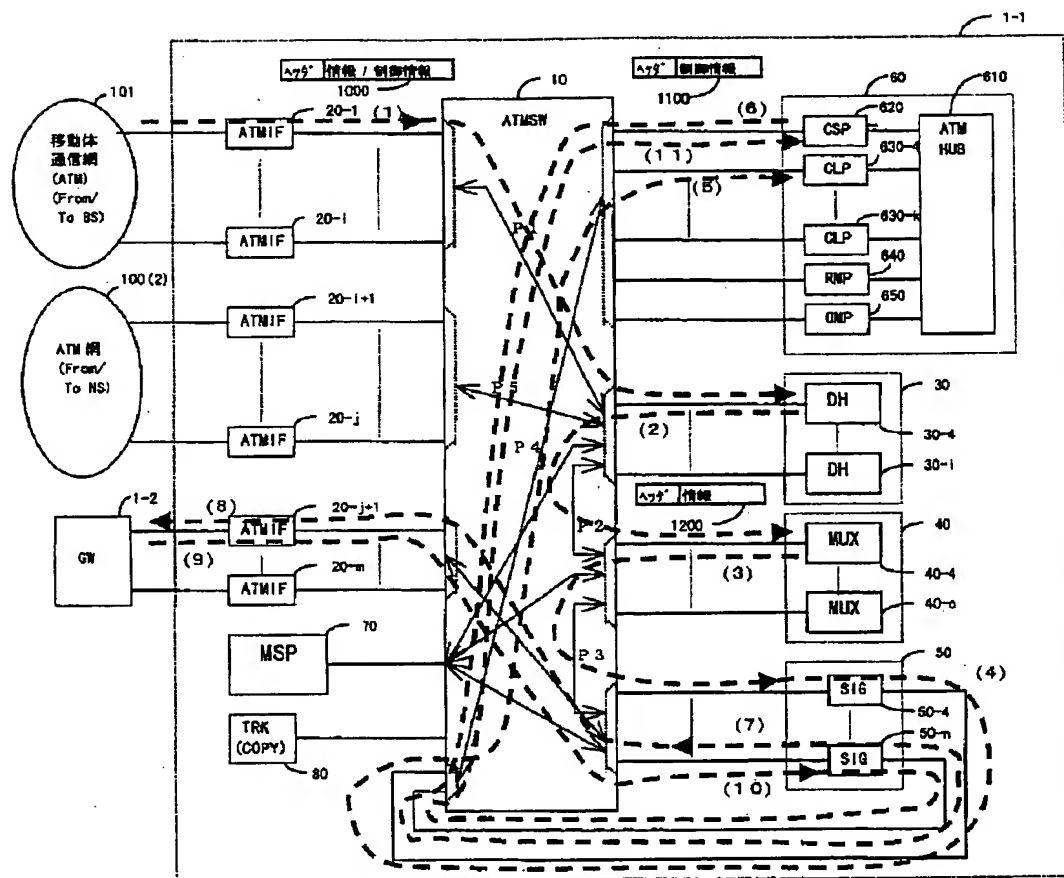 1-1
ヘッダ 情報 / 制御情報
1000
ヘッダ 制御情報
1100
101
移動体
通信網
(ATM)
(From/
To BS)
20-1
ATMIF
(1)
20-i
ATMIF
10
ATMSW
P1
(6)
(11)
(5)
60
610
620
CSP
ATM
HUB
CLP
630-k
CLP
640
RMP
650
OMP
100(2)
ATM網
(From/
To NS)
20-i+1
ATMIF
20-j
ATMIF
P5
P4
(2)
30
DH
30-4
DH
30-i
ヘッダ 情報
1200
1-2
GW
(8)
(9)
20-j+1
ATMIF
20-m
ATMIF
P2
(3)
40
MUX
40-4
MUX
70
MSP
P3
50
SIG
(4)
(7)
50-n
SIG
(10)
TRK
(COPY)
80